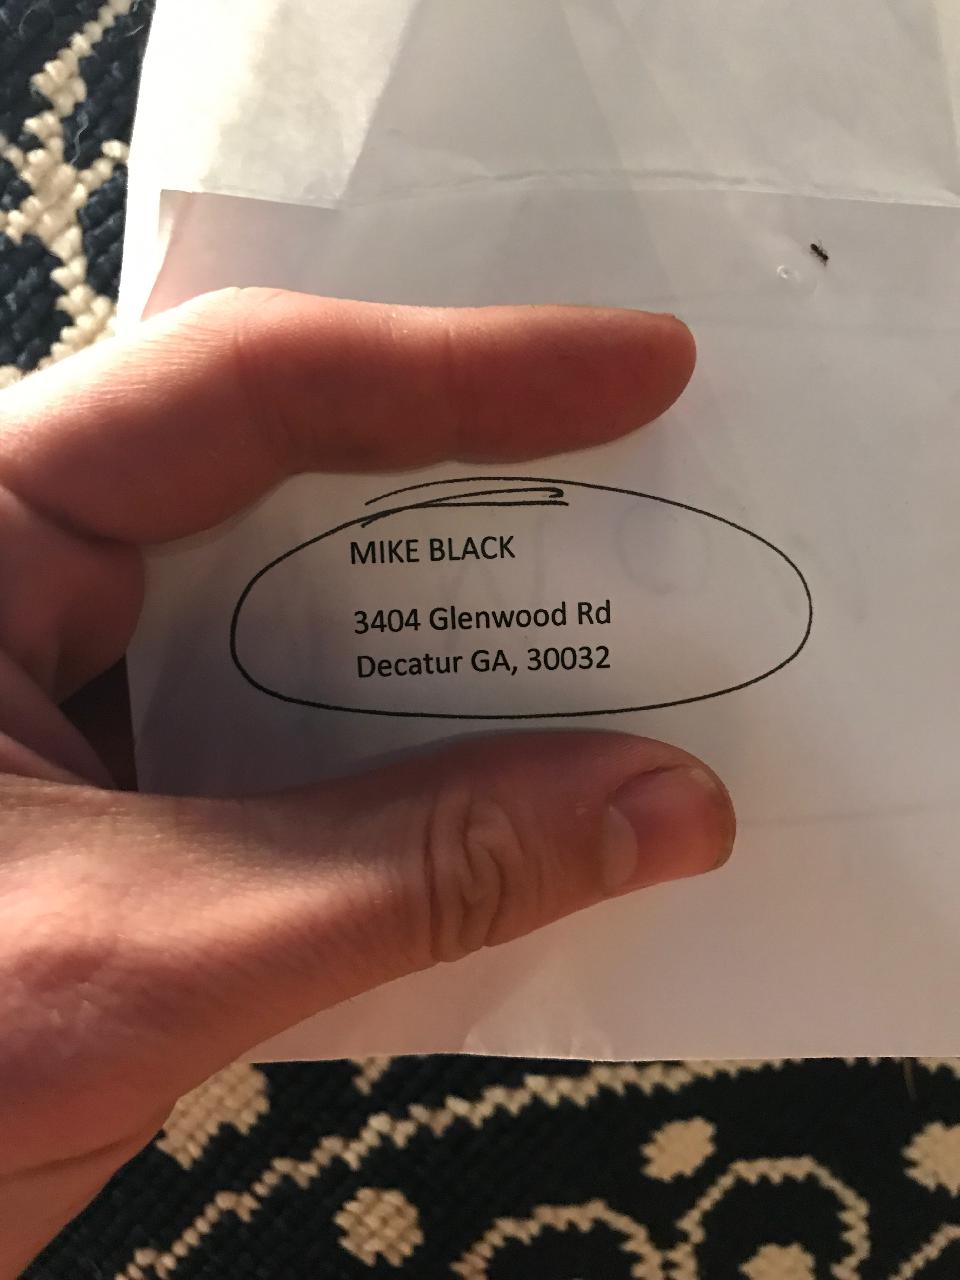 MIKE BLACK
3404 Glenwood Rd
Decatur GA, 30032